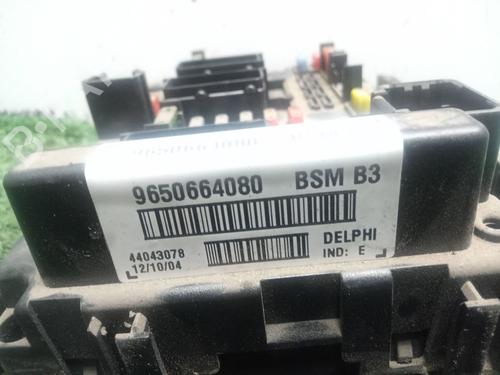 9650664080 BSM B3
44043078 DELPHI
12/10/04 IND: E